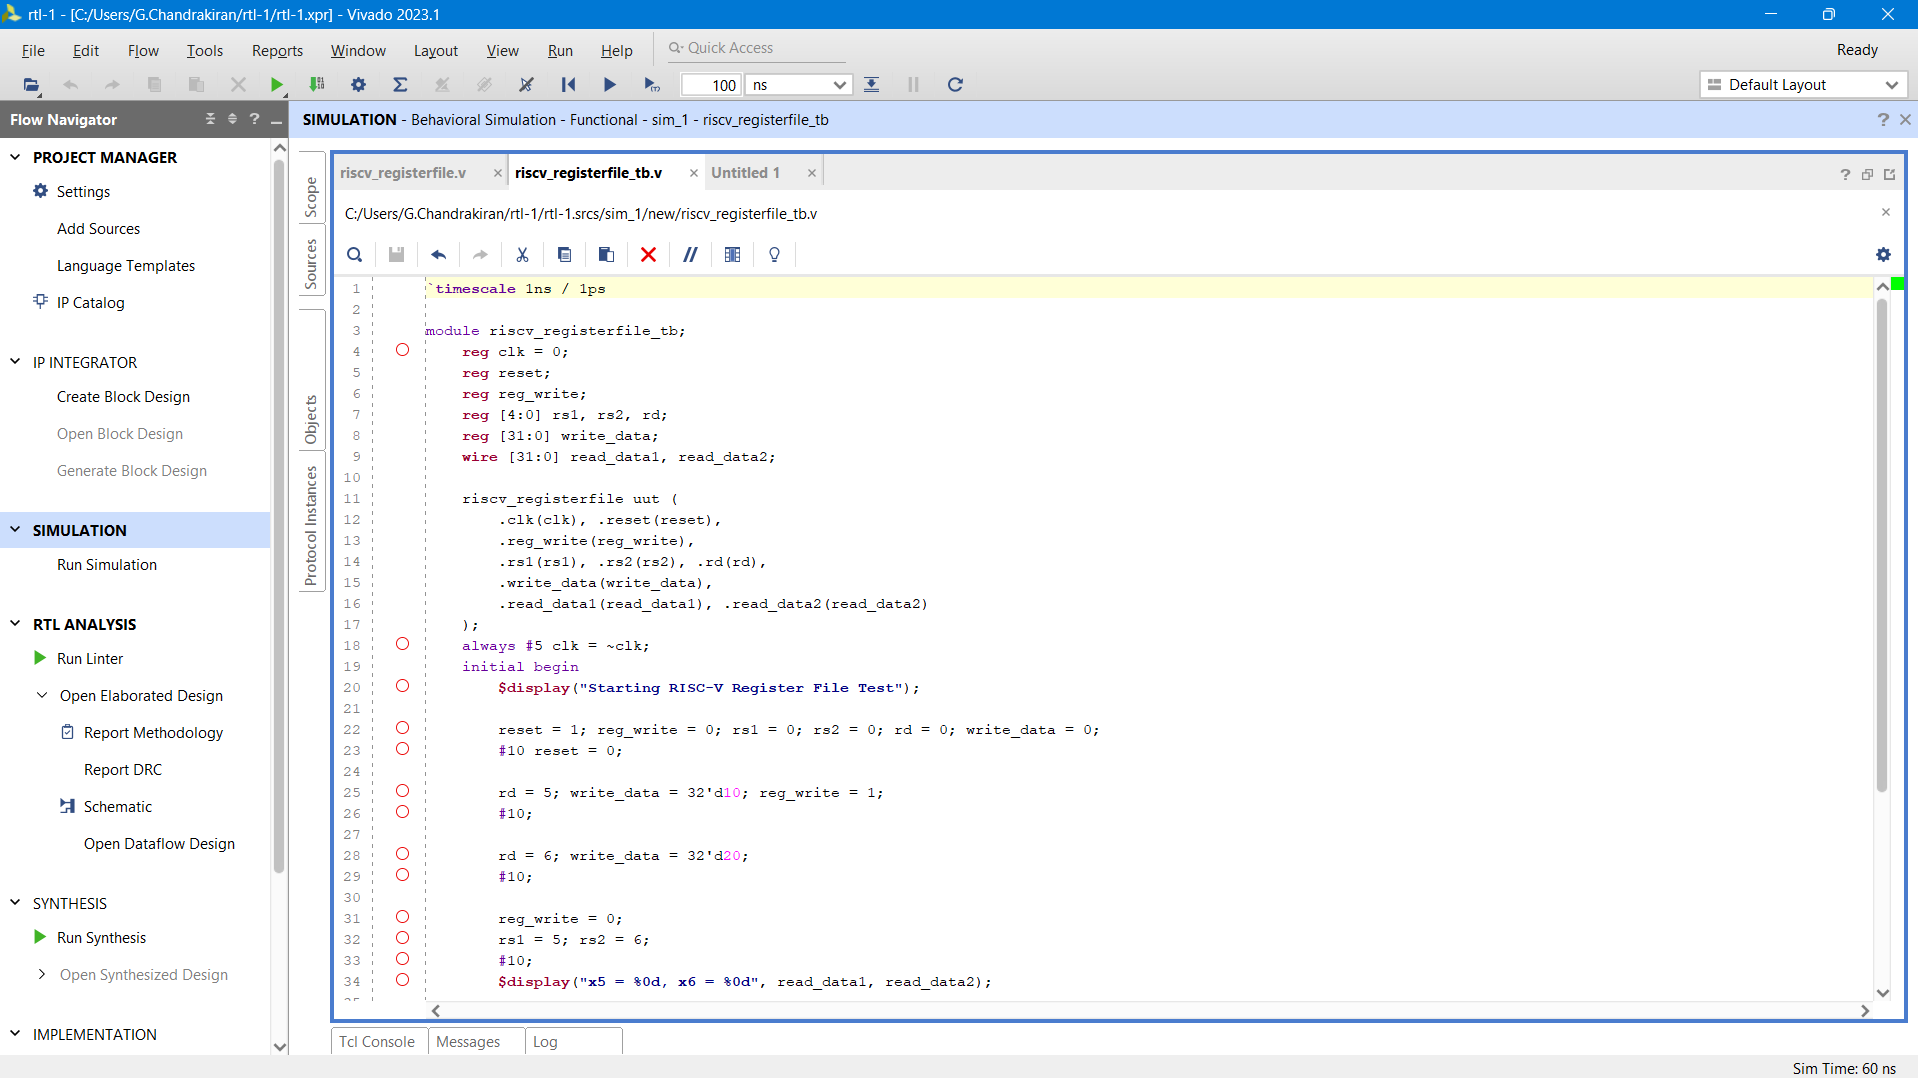 rtl-1 - [C:/Users/G.Chandrakiran/rtl-1/rtl-1.xpr] - Vivado 2023.1
File Edit Flow Tools Reports Window Layout View Run Help Quick Access Ready
100 ns Default Layout
Flow Navigator
SIMULATION - Behavioral Simulation - Functional - sim_1 - riscv_registerfile_tb
PROJECT MANAGER
Settings
Add Sources
Language Templates
IP Catalog
IP INTEGRATOR
Create Block Design
Open Block Design
Generate Block Design
SIMULATION
Run Simulation
RTL ANALYSIS
Run Linter
Open Elaborated Design
Report Methodology
Report DRC
Schematic
Open Dataflow Design
SYNTHESIS
Run Synthesis
Open Synthesized Design
IMPLEMENTATION
Scope
Sources
Objects
Protocol Instances
riscv_registerfile.v riscv_registerfile_tb.v Untitled 1
C:/Users/G.Chandrakiran/rtl-1/rtl-1.srcs/sim_1/new/riscv_registerfile_tb.v
1 `timescale 1ns / 1ps
2
3 module riscv_registerfile_tb;
4 reg clk = 0;
5 reg reset;
6 reg reg_write;
7 reg [4:0] rs1, rs2, rd;
8 reg [31:0] write_data;
9 wire [31:0] read_data1, read_data2;
10
11 riscv_registerfile uut (
12 .clk(clk), .reset(reset),
13 .reg_write(reg_write),
14 .rs1(rs1), .rs2(rs2), .rd(rd),
15 .write_data(write_data),
16 .read_data1(read_data1), .read_data2(read_data2)
17 );
18 always #5 clk = ~clk;
19 initial begin
20 $display("Starting RISC-V Register File Test");
21
22 reset = 1; reg_write = 0; rs1 = 0; rs2 = 0; rd = 0; write_data = 0;
23 #10 reset = 0;
24
25 rd = 5; write_data = 32'd10; reg_write = 1;
26 #10;
27
28 rd = 6; write_data = 32'd20;
29 #10;
30
31 reg_write = 0;
32 rs1 = 5; rs2 = 6;
33 #10;
34 $display("x5 = %0d, x6 = %0d", read_data1, read_data2);
Tcl Console Messages Log
Sim Time: 60 ns